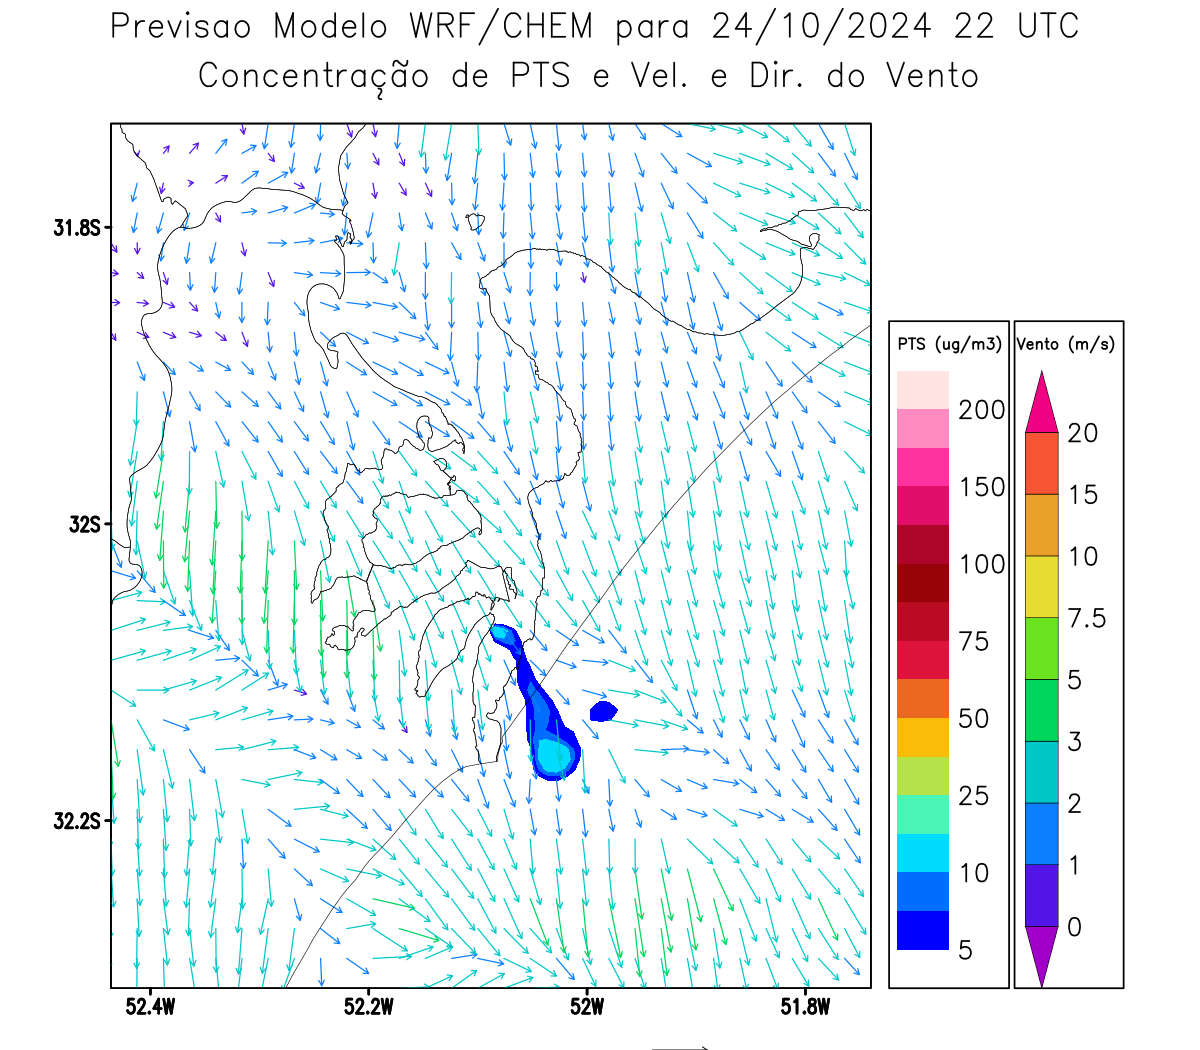 Previsao Modelo WRF/CHEM para 24/10/2024 22 UTC
Concentração de PTS e Vel. e Dir. do Vento
31.8S
32S
32.2S
52.4W 52.2W 52W 51.8W
PTS (ug/m3)
200
150
100
75
50
25
10
5
Vento (m/s)
20
15
10
7.5
5
3
2
1
0